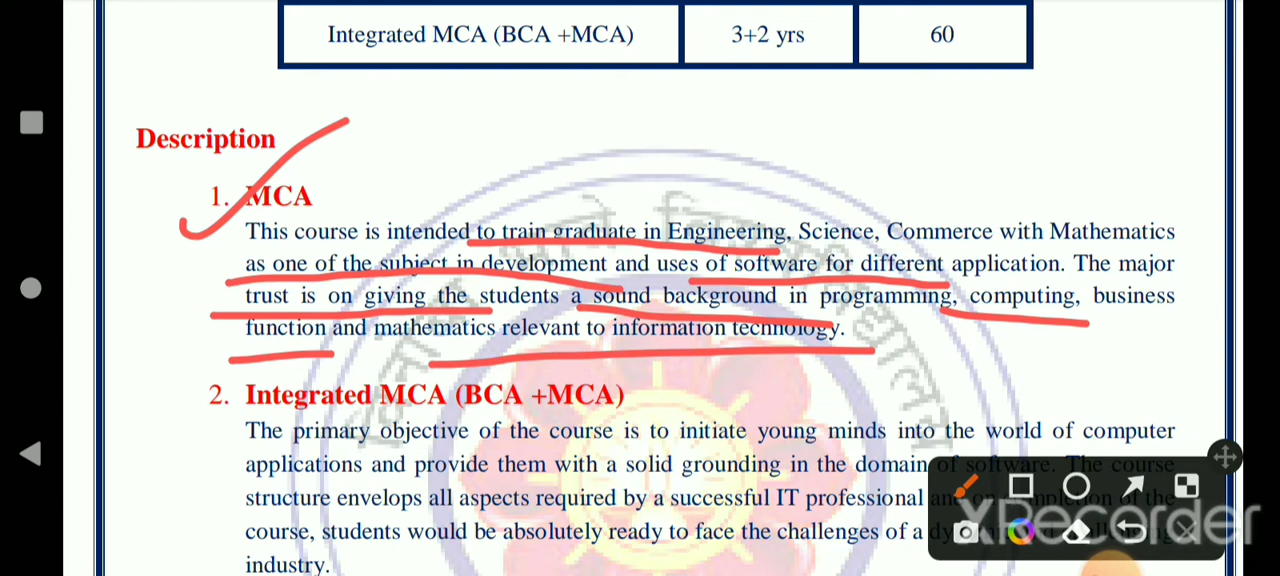 Integrated MCA (BCA +MCA) 3+2 yrs 60
Description
1. MCA
This course is intended to train graduate in Engineering, Science, Commerce with Mathematics
as one of the subject in development and uses of software for different application. The major
trust is on giving the students a sound background in programming, computing, business
function and mathematics relevant to information technology.
2. Integrated MCA (BCA +MCA)
The primary objective of the course is to initiate young minds into the world of computer
applications and provide them with a solid grounding in the domain of software. The course
structure envelops all aspects required by a successful IT professional and on completion of the
course, students would be absolutely ready to face the challenges of a
industry.
XRecorder